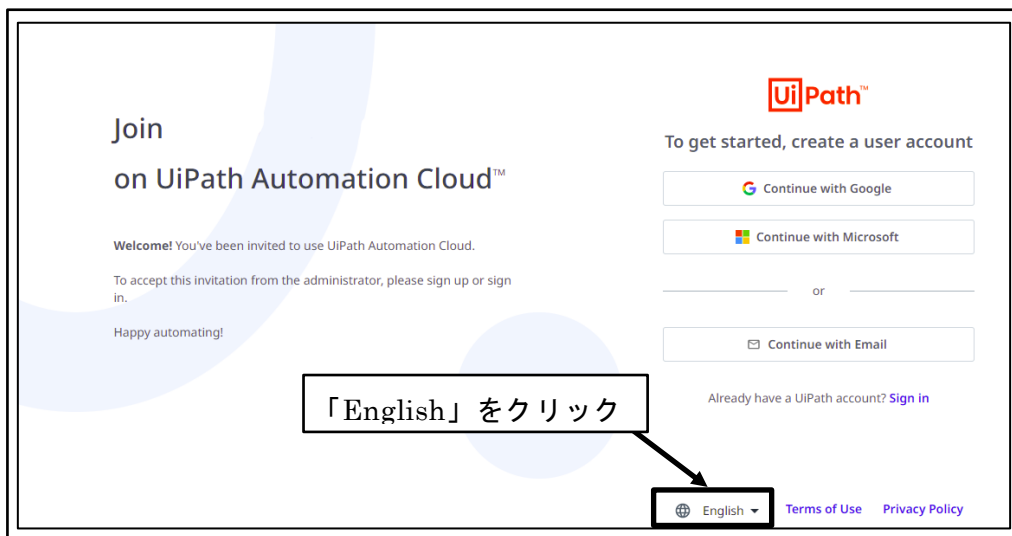 Join
on UiPath Automation Cloud™
Welcome! You've been invited to use UiPath Automation Cloud.
To accept this invitation from the administrator, please sign up or sign
in.
Happy automating!
UiPath™
To get started, create a user account
Continue with Google
Continue with Microsoft
or
Continue with Email
Already have a UiPath account? Sign in
「English」をクリック
English
Terms of Use
Privacy Policy